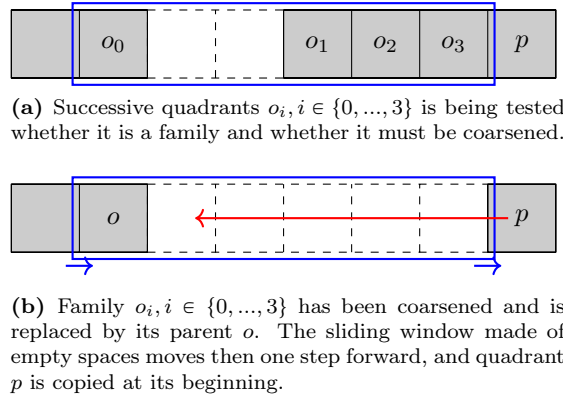 o₀ o₁ o₂ o₃ p
(a) Successive quadrants oᵢ, i ∈ {0, ..., 3} is being tested
whether it is a family and whether it must be coarsened.
o p
(b) Family oᵢ, i ∈ {0, ..., 3} has been coarsened and is
replaced by its parent o. The sliding window made of
empty spaces moves then one step forward, and quadrant
p is copied at its beginning.